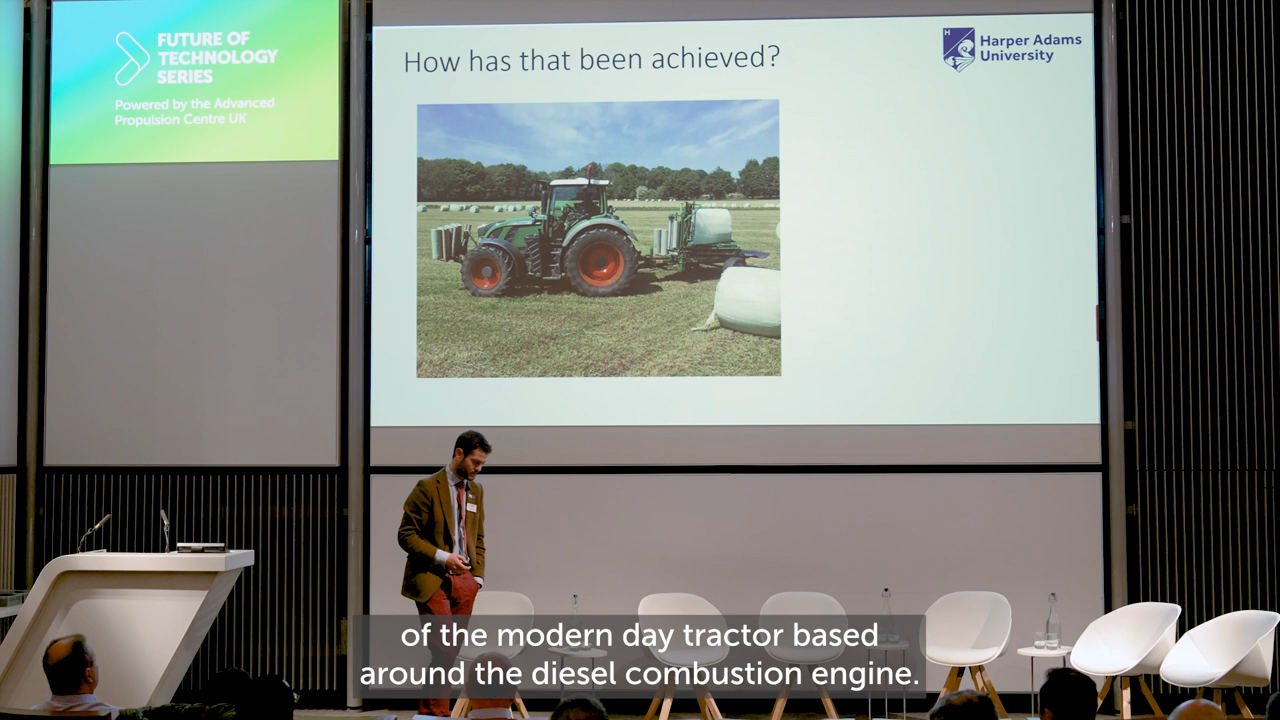 FUTURE OF
TECHNOLOGY
SERIES
Powered by the Advanced
Propulsion Centre UK
How has that been achieved?
H
Harper Adams
University
of the modern day tractor based
around the diesel combustion engine.